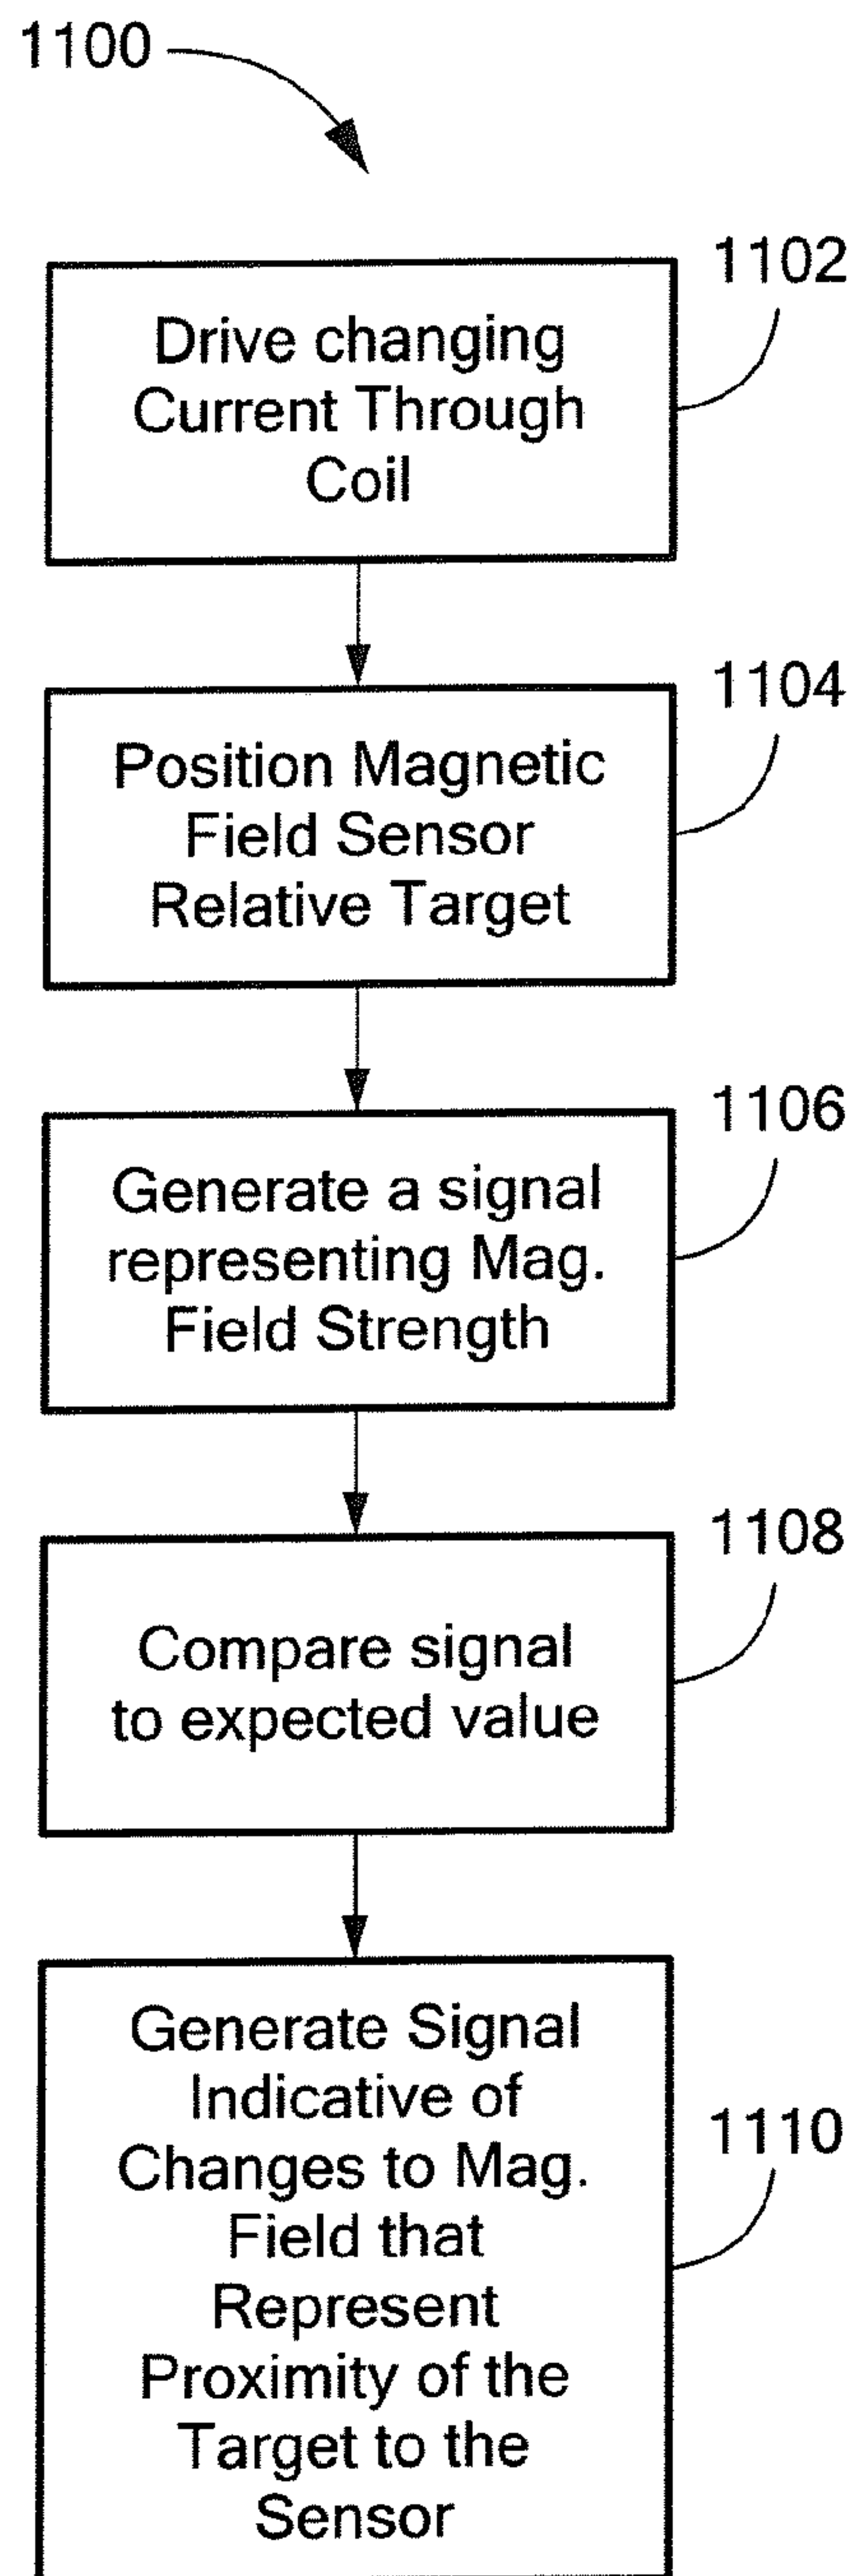 1100
1102
Drive changing
Current Through
Coil
1104
Position Magnetic
Field Sensor
Relative Target
1106
Generate a signal
representing Mag.
Field Strength
1108
Compare signal
to expected value
1110
Generate Signal
Indicative of
Changes to Mag.
Field that
Represent
Proximity of the
Target to the
Sensor